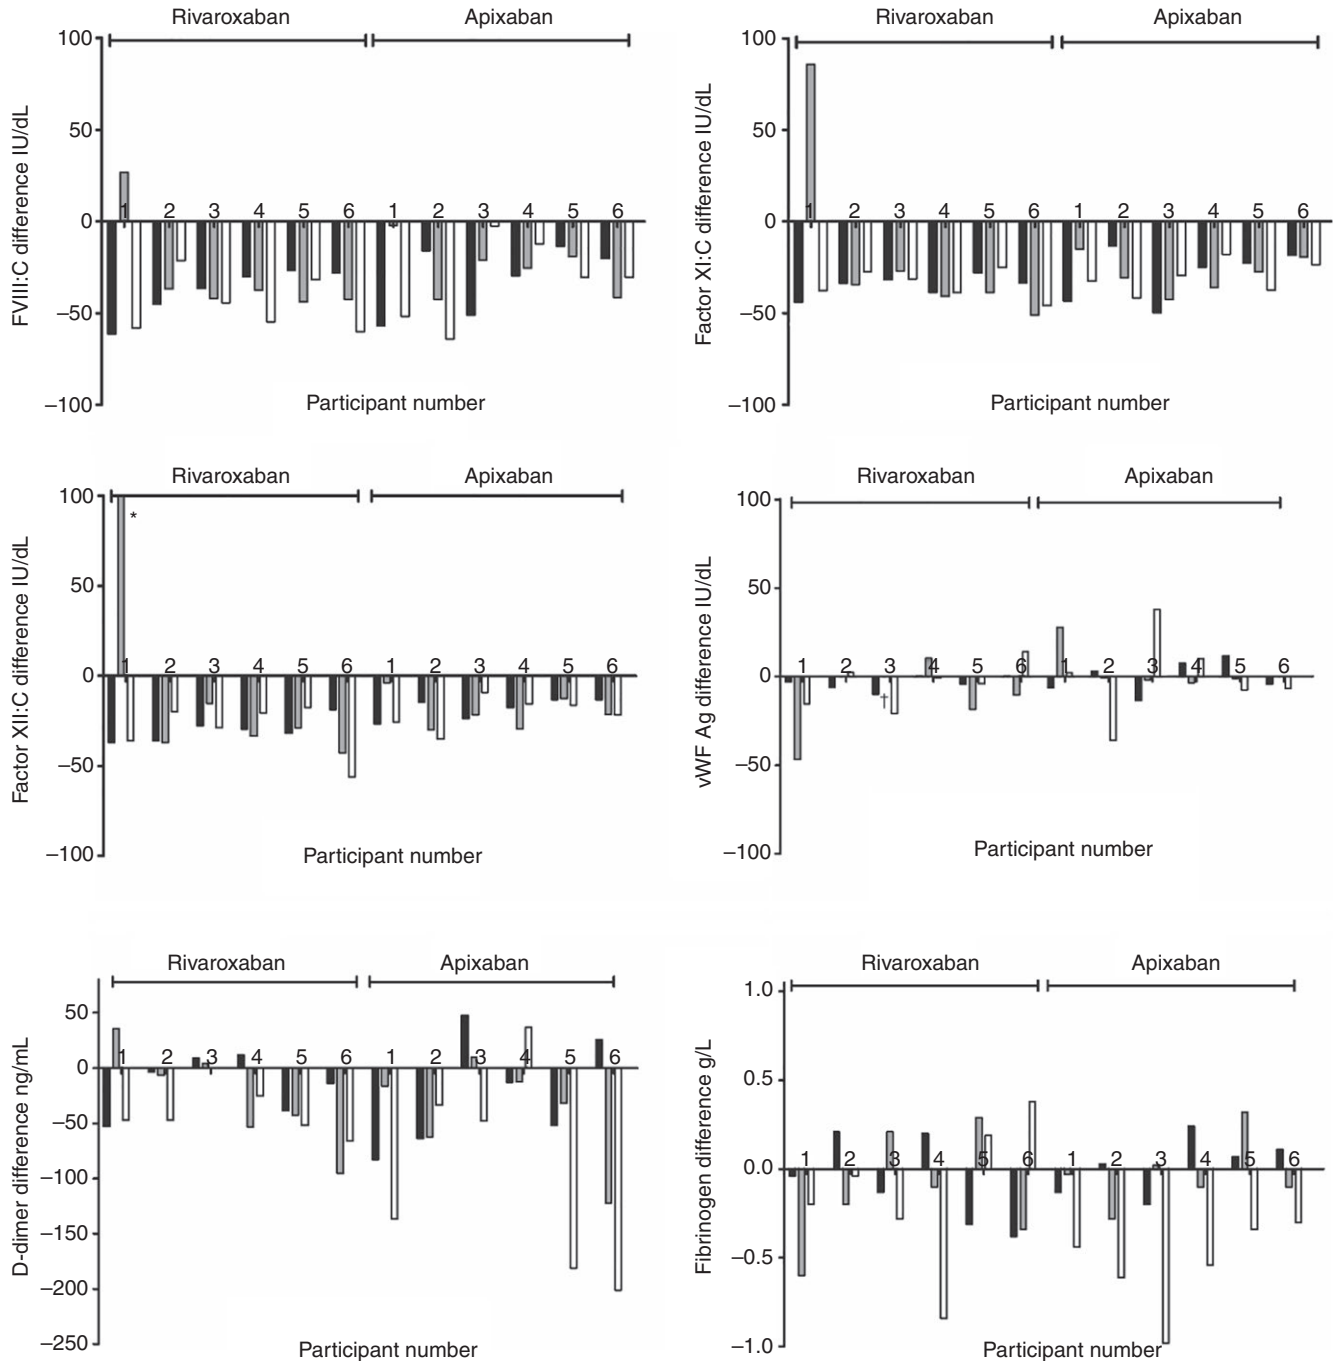 Rivaroxaban Apixaban
100
50
0
–50
–100
FVIII:C difference IU/dL
1 2 3 4 5 6 1 2 3 4 5 6
Participant number
Rivaroxaban Apixaban
100
50
0
–50
–100
Factor XI:C difference IU/dL
1 2 3 4 5 6 1 2 3 4 5 6
Participant number
Rivaroxaban Apixaban
100
50
0
–50
–100
Factor XII:C difference IU/dL
*
1 2 3 4 5 6 1 2 3 4 5 6
Participant number
Rivaroxaban Apixaban
100
50
0
–50
–100
vWF Ag difference IU/dL
1 2 3 4 5 6 1 2 3 4 5 6
†
Participant number
Rivaroxaban Apixaban
50
0
–50
–100
–150
–200
–250
D-dimer difference ng/mL
1 2 3 4 5 6 1 2 3 4 5 6
Participant number
Rivaroxaban Apixaban
1.0
0.5
0.0
–0.5
–1.0
Fibrinogen difference g/L
1 2 3 4 5 6 1 2 3 4 5 6
Participant number